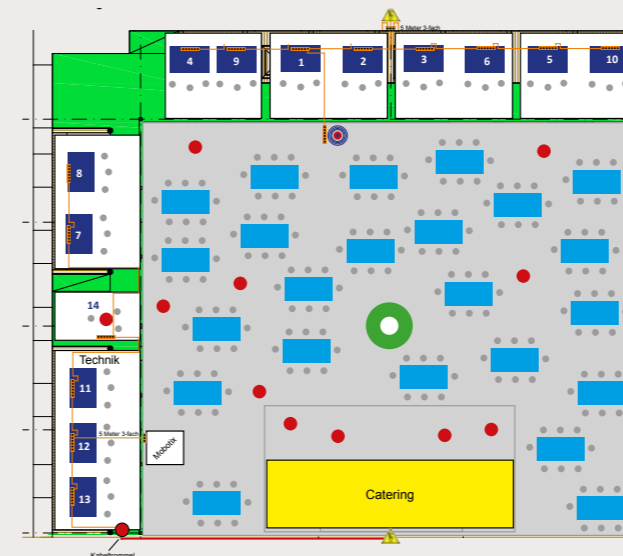 5 Meter 3-fach
4
9
1
2
3
6
5
10
8
7
14
Technik
11
5 Meter 3-fach
12
Mobotix
13
Catering
Kabeltrommel